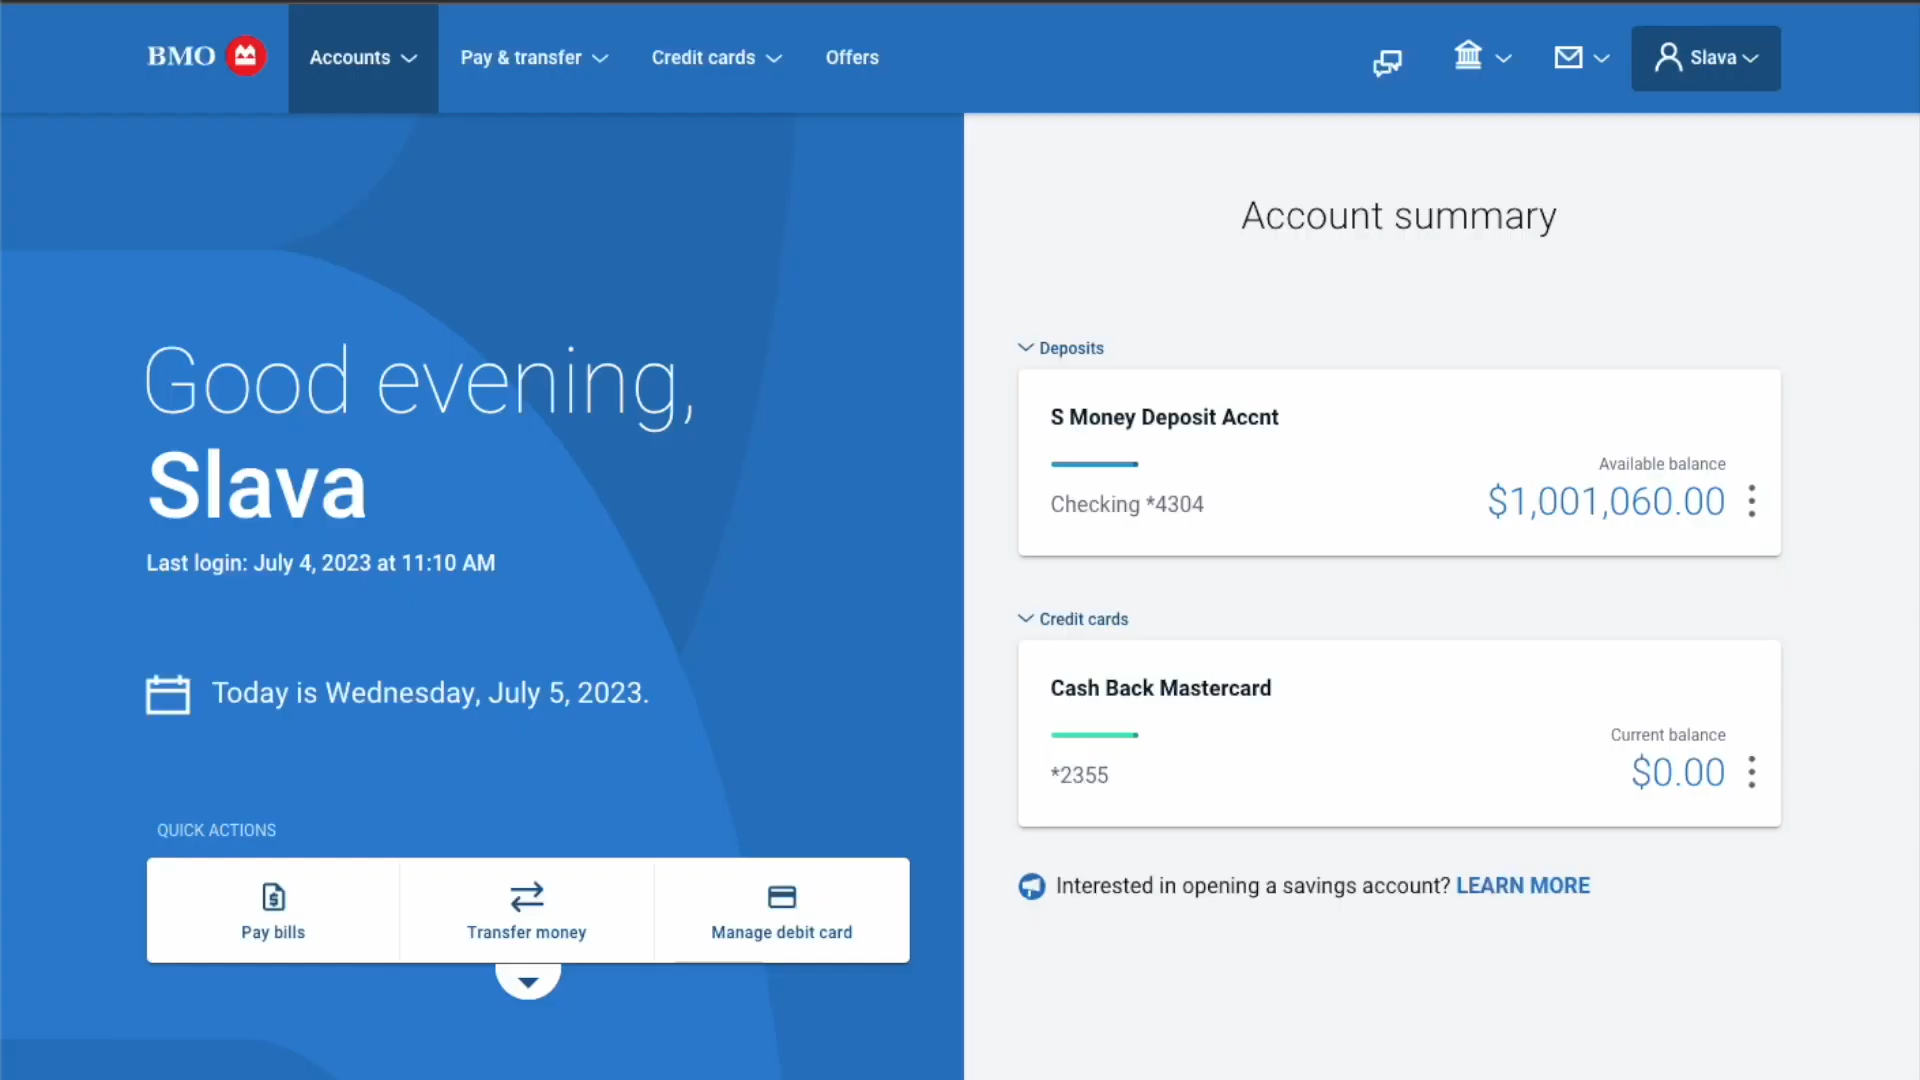 BMO
Accounts
Pay & transfer
Credit cards
Offers
Slava
Good evening,
Slava
Last login: July 4, 2023 at 11:10 AM
Today is Wednesday, July 5, 2023.
QUICK ACTIONS
Pay bills
Transfer money
Manage debit card
Account summary
Deposits
S Money Deposit Accnt
Available balance
Checking *4304
$1,001,060.00
Credit cards
Cash Back Mastercard
Current balance
*2355
$0.00
Interested in opening a savings account? LEARN MORE